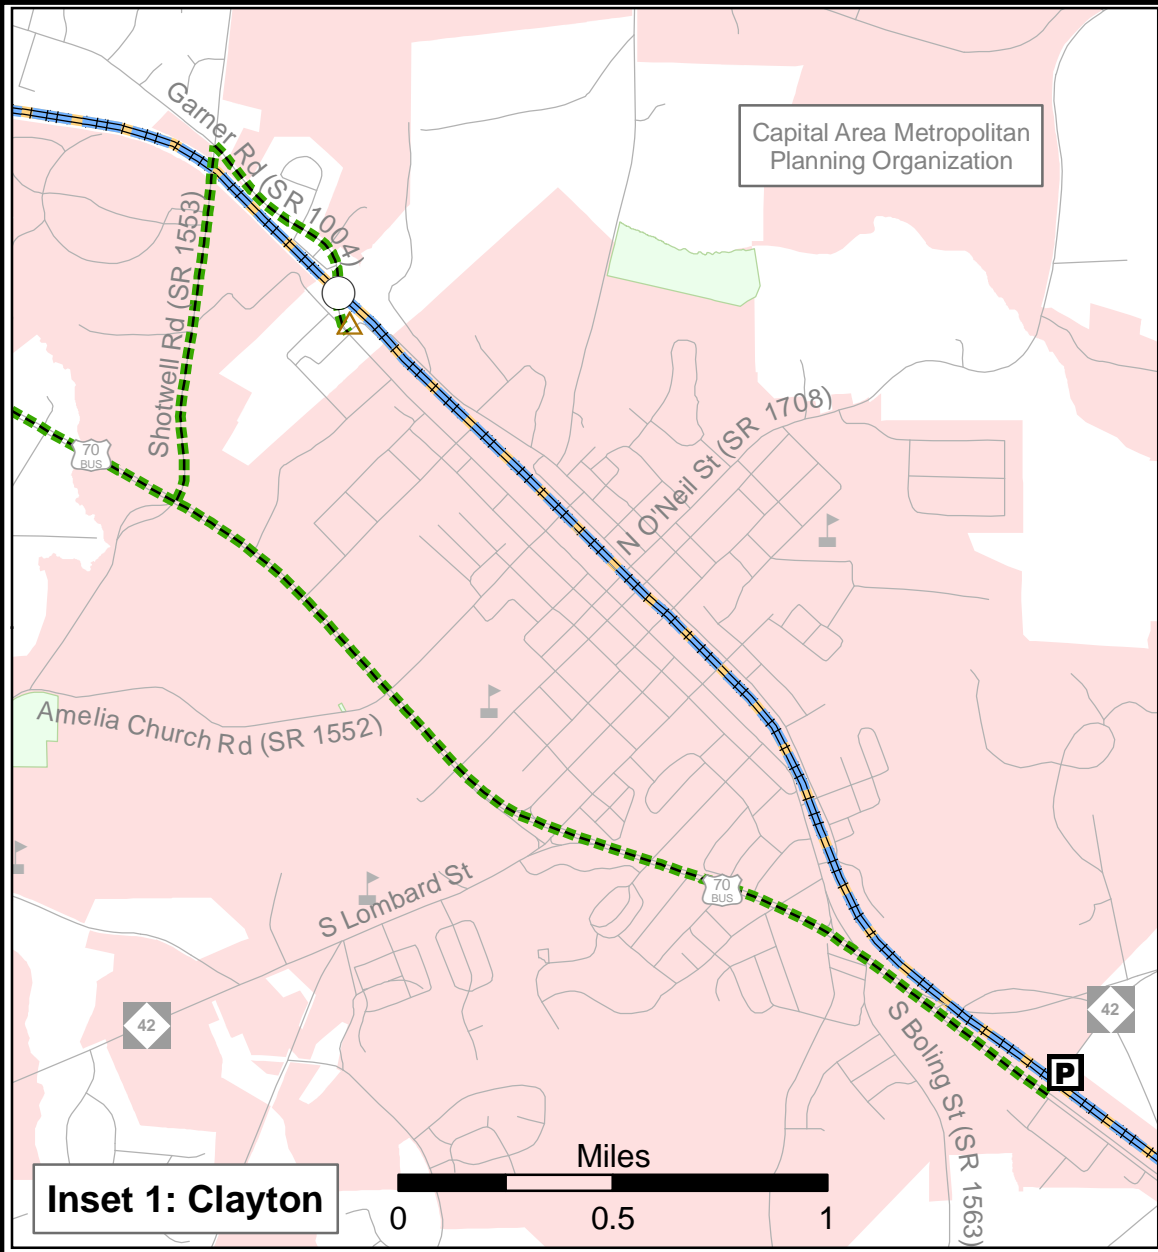 Garner Rd (SR 1004)
Capital Area Metropolitan
Planning Organization
Shotwell Rd (SR 1553)
70
BUS
N O'Neil St (SR 1708)
Amelia Church Rd (SR 1552)
S Lombard St
70
BUS
42
42
S Boling St (SR 1563)
P
Miles
0 0.5 1
Inset 1: Clayton